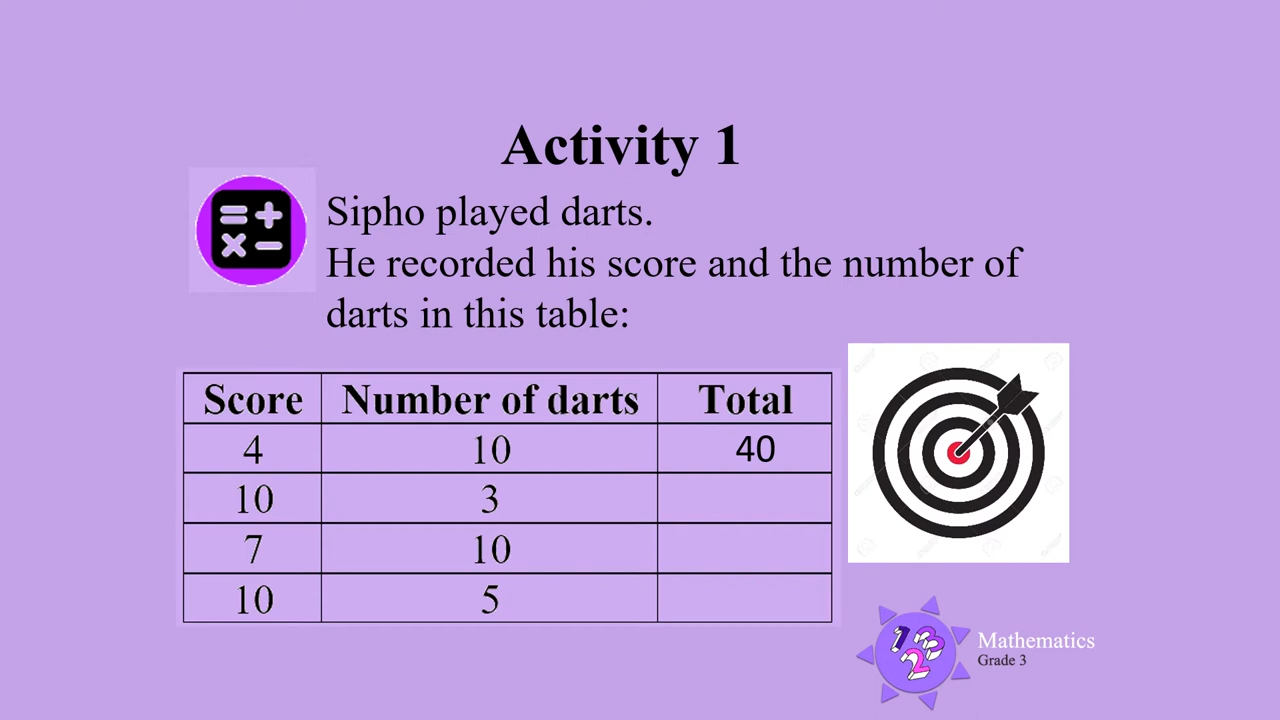 Activity 1
Sipho played darts.
He recorded his score and the number of
darts in this table:
Score Number of darts Total
4 10 40
10 3
7 10
10 5
123
Mathematics
Grade 3